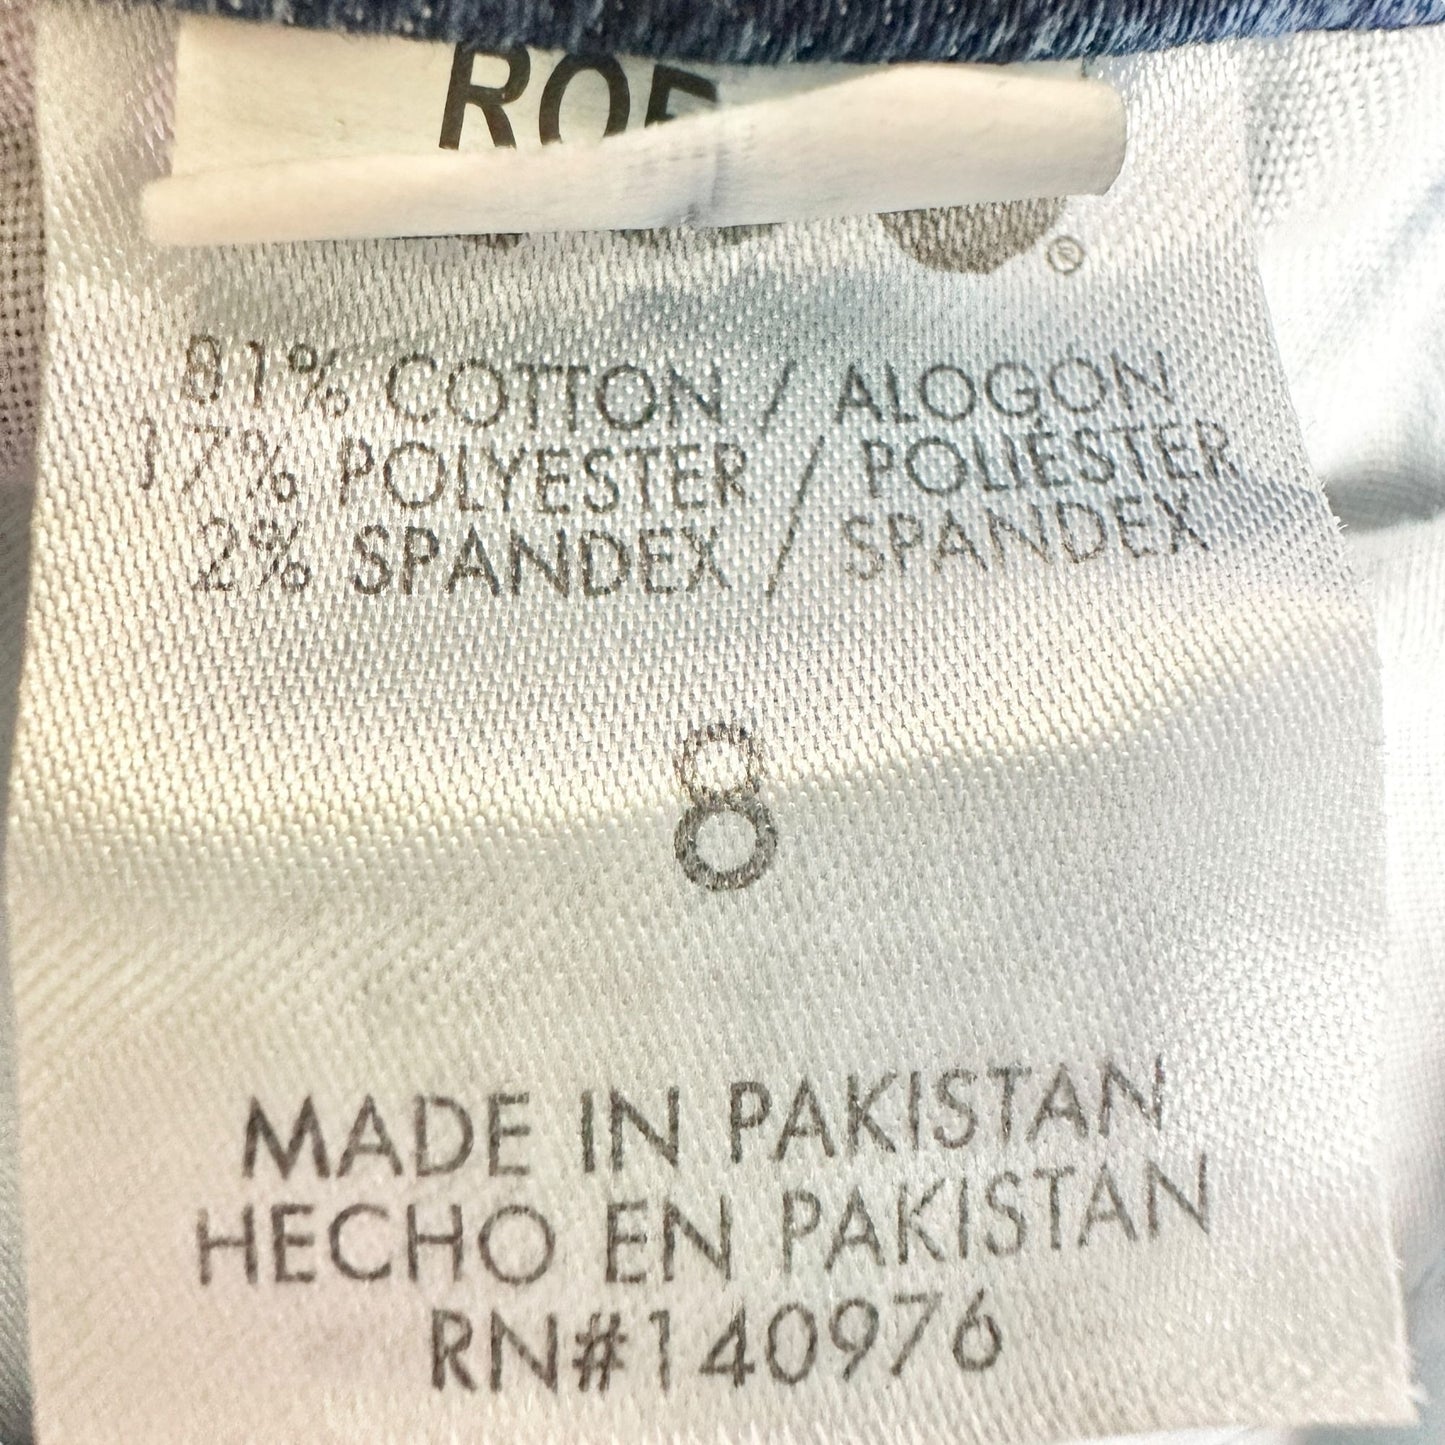 ®
81% COTTON / ALOGON
17% POLYESTER / POLIÉSTER
2% SPANDEX / SPANDEX
8
MADE IN PAKISTAN
HECHO EN PAKISTAN
RN#140976